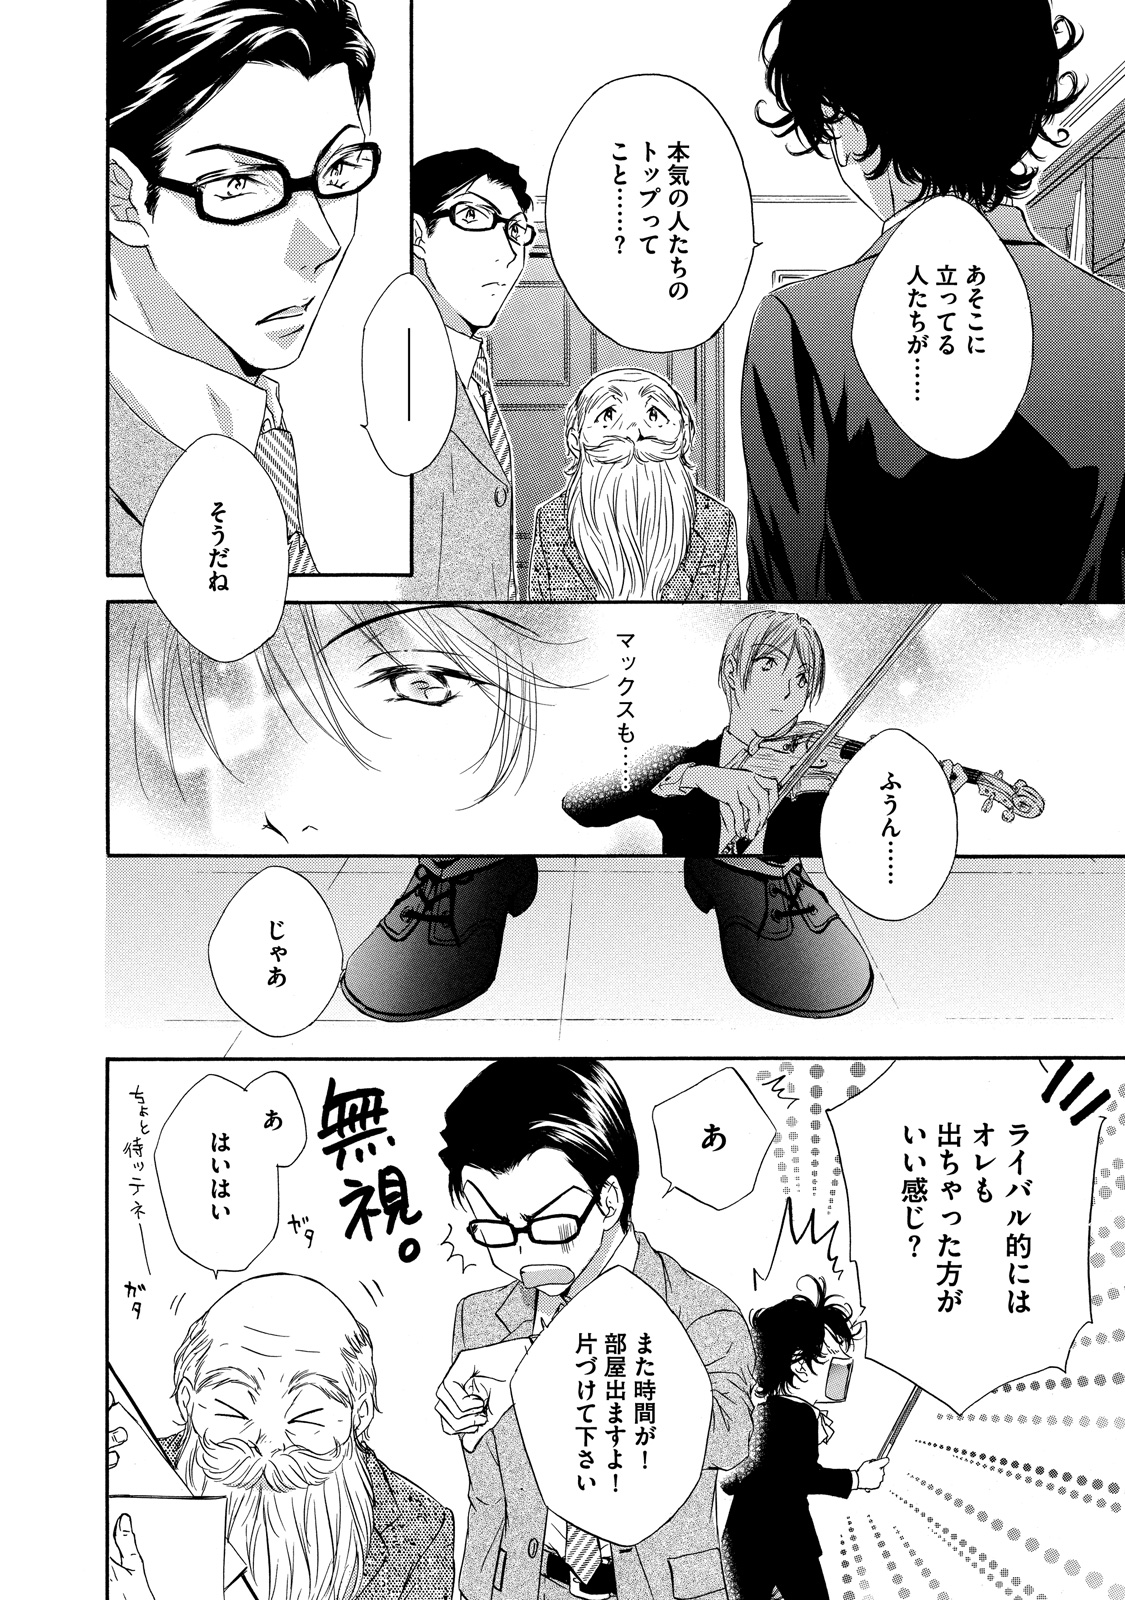 あそこに
立ってる
人たちが……
本気の人たちの
トップって
こと……？
―
そうだね
マックスも……
ふうん……
じゃあ
ライバル的には
オレも
出ちゃった方が
いい感じ？
あ
また時間が！
部屋出ますよ！
片づけて下さい
無視。
あ
はいはい
ガタ
ガタ
ちょと待ッテネー